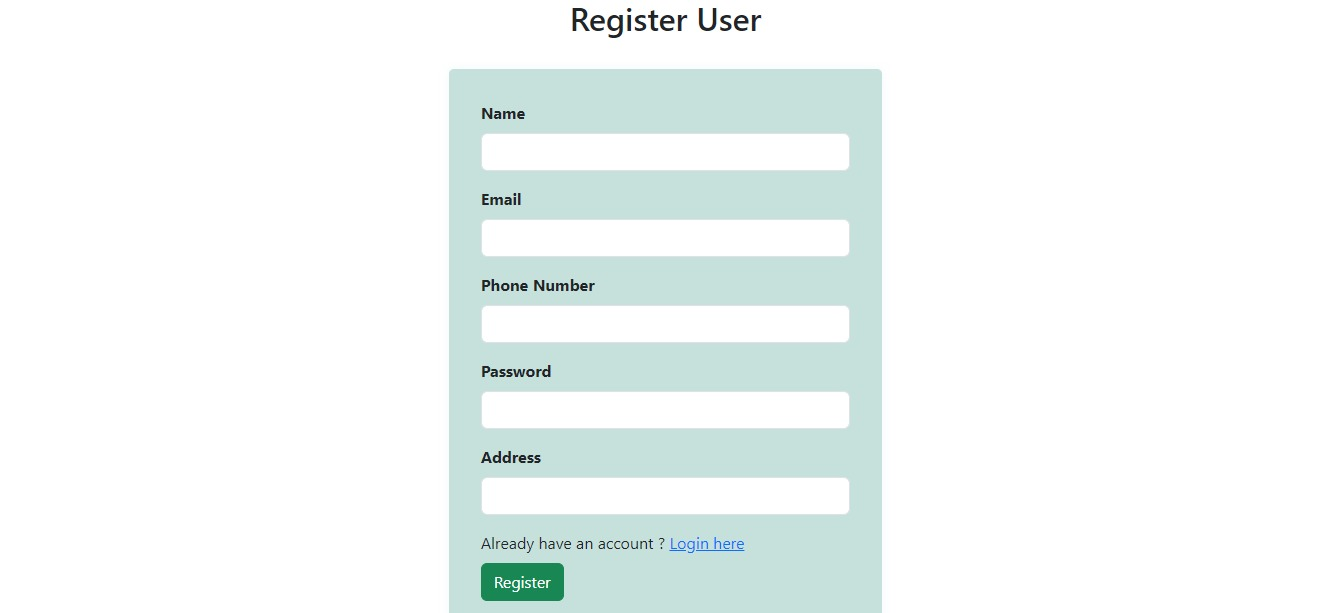 Register User
Name
Email
Phone Number
Password
Address
Already have an account ? Login here
Register